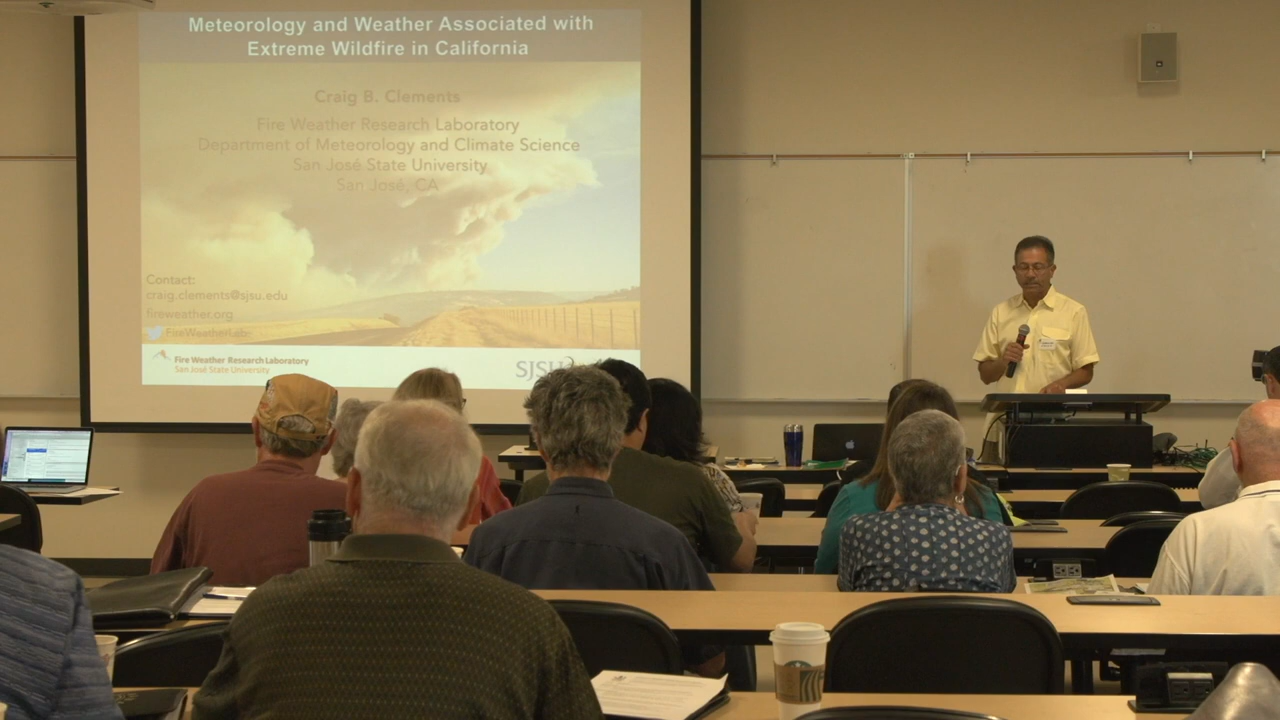 Meteorology and Weather Associated with
Extreme Wildfire in California
Craig B. Clements
Fire Weather Research Laboratory
Department of Meteorology and Climate Science
San José State University
San José, CA
Contact:
craig.clements@sjsu.edu
fireweather.org
FireWeatherLab
Fire Weather Research Laboratory
San José State University
SJSU